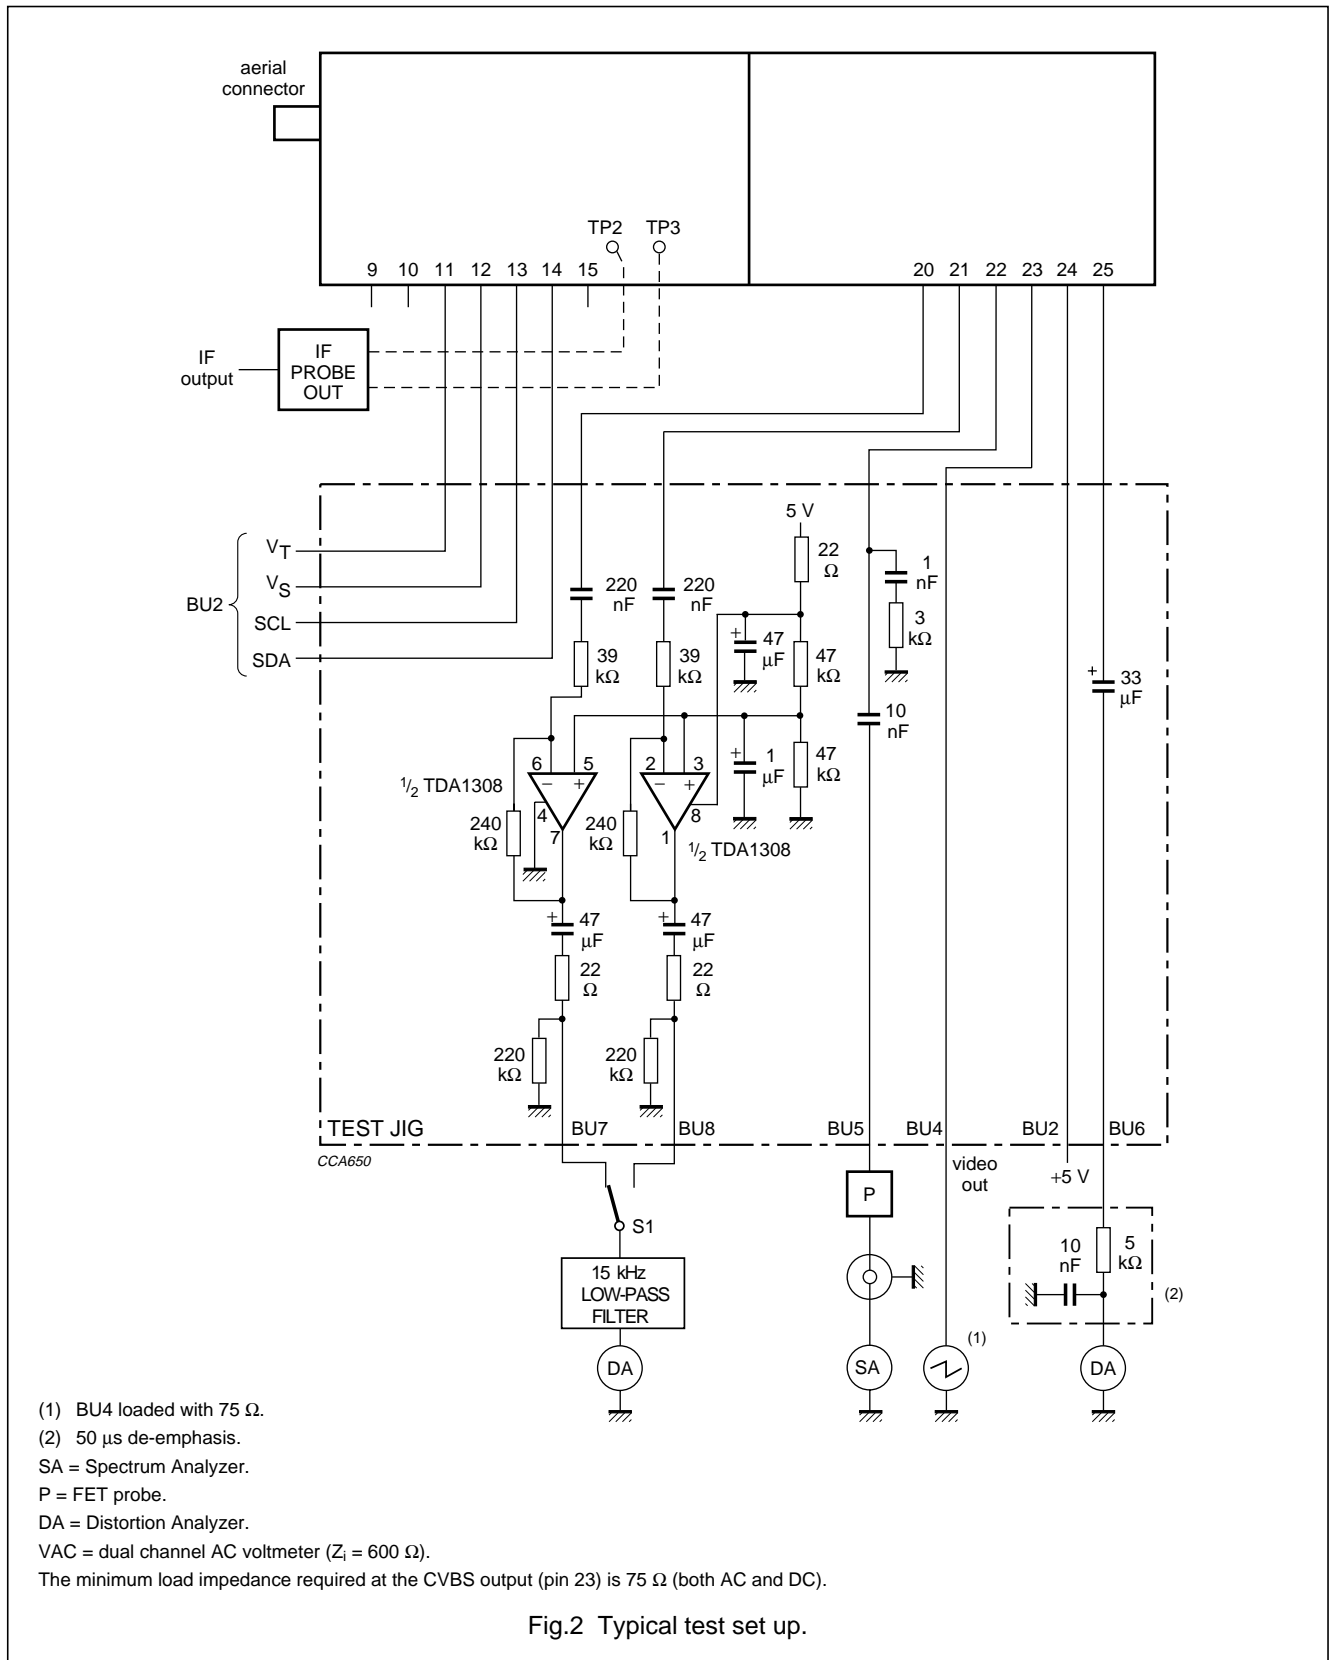 aerial
connector
TP2 TP3
9 10 11 12 13 14 15 20 21 22 23 24 25
IF
output
IF
PROBE
OUT
5 V
22
Ω
1
nF
3
kΩ
BU2
VT
VS
SCL
SDA
220
nF
220
nF
39
kΩ
39
kΩ
+
47
μF
47
kΩ
+
33
μF
10
nF
+
1
μF
47
kΩ
6 5
− +
4
7
1/2 TDA1308
240
kΩ
2 3
− +
8
1
1/2 TDA1308
240
kΩ
+
47
μF
+
47
μF
22
Ω
22
Ω
220
kΩ
220
kΩ
TEST JIG
BU7 BU8 BU5 BU4 BU2 BU6
CCA650
video
out
+5 V
S1
P
15 kHz
LOW-PASS
FILTER
10
nF
5
kΩ
(2)
(1)
DA SA DA
(1) BU4 loaded with 75 Ω.
(2) 50 μs de-emphasis.
SA = Spectrum Analyzer.
P = FET probe.
DA = Distortion Analyzer.
VAC = dual channel AC voltmeter (Zi = 600 Ω).
The minimum load impedance required at the CVBS output (pin 23) is 75 Ω (both AC and DC).
Fig.2 Typical test set up.